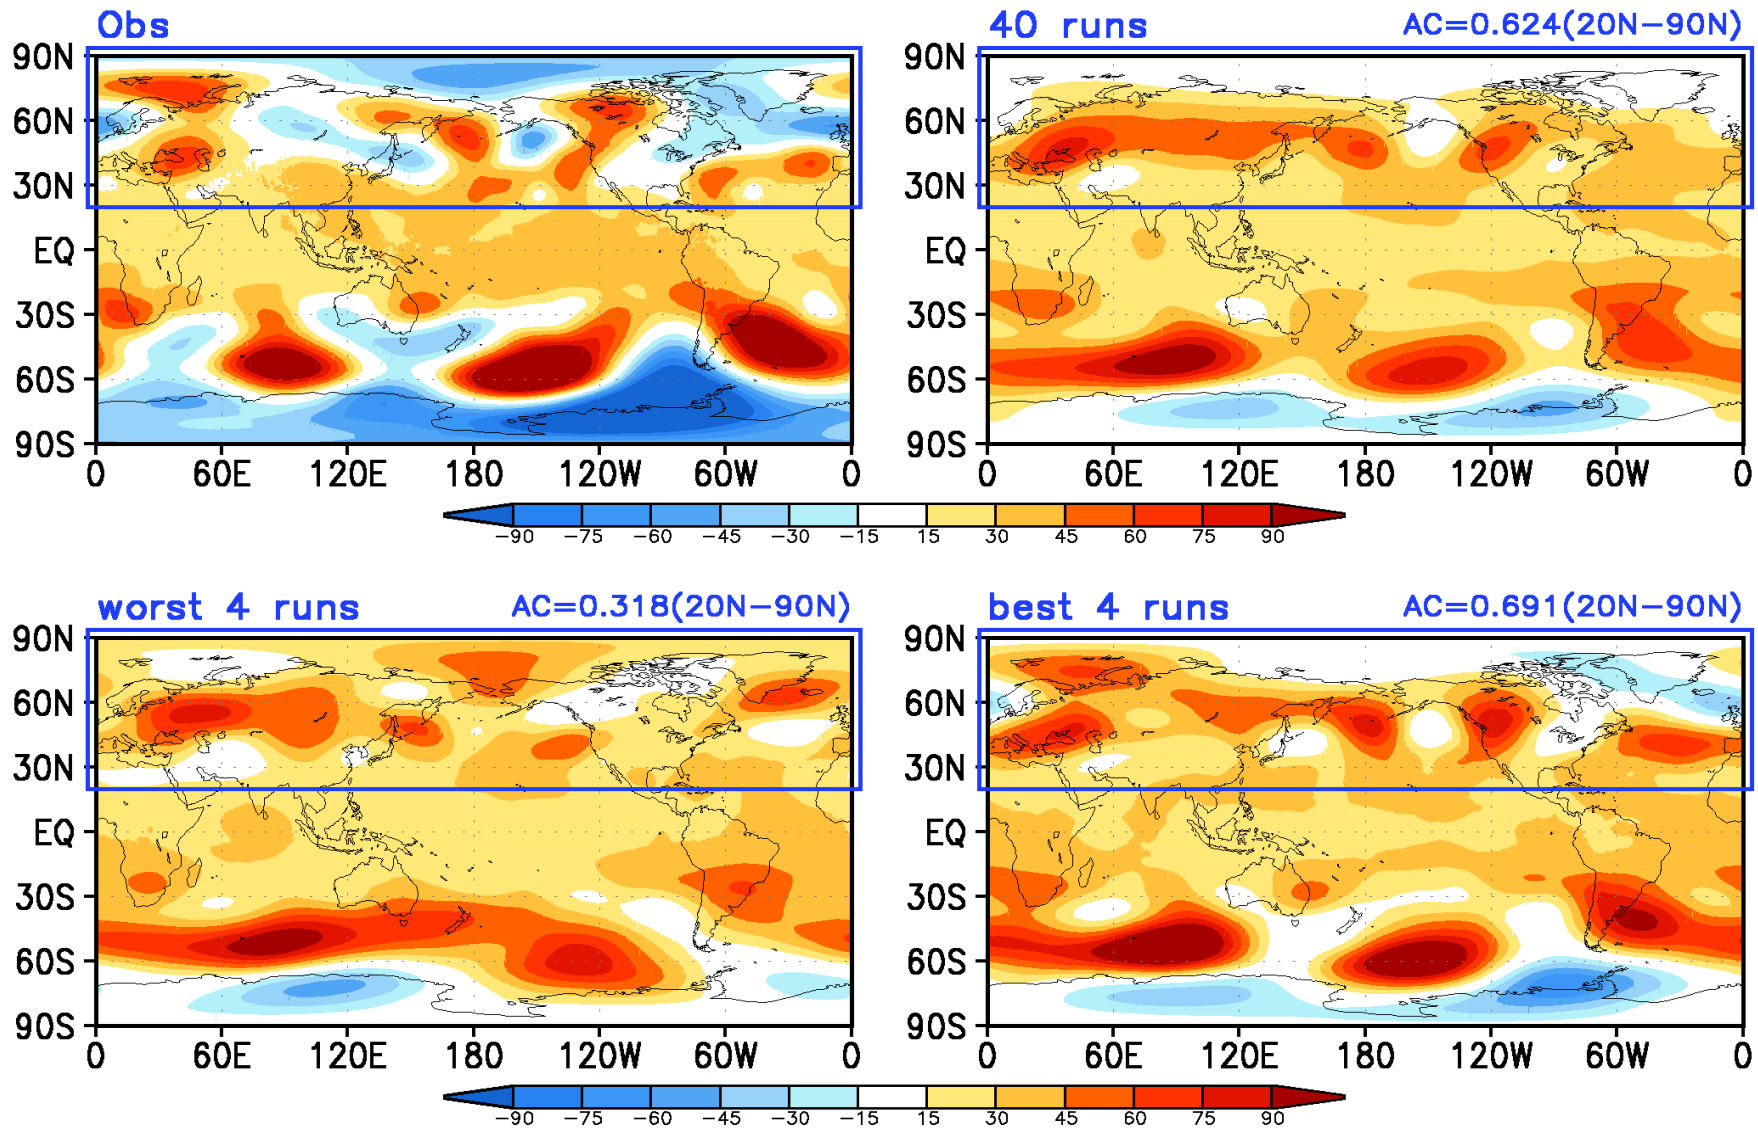 Obs
40 runs AC=0.624(20N-90N)
90N 90N
60N 60N
30N 30N
EQ EQ
30S 30S
60S 60S
90S 90S
0 60E 120E 180 120W 60W 0 0 60E 120E 180 120W 60W 0
-90 -75 -60 -45 -30 -15 15 30 45 60 75 90
worst 4 runs AC=0.318(20N-90N) best 4 runs AC=0.691(20N-90N)
90N 90N
60N 60N
30N 30N
EQ EQ
30S 30S
60S 60S
90S 90S
0 60E 120E 180 120W 60W 0 0 60E 120E 180 120W 60W 0
-90 -75 -60 -45 -30 -15 15 30 45 60 75 90